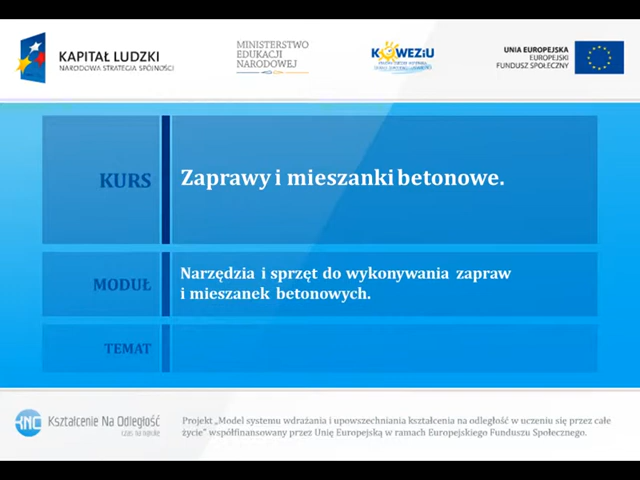 KAPITAŁ LUDZKI
NARODOWA STRATEGIA SPÓJNOŚCI
MINISTERSTWO
EDUKACJI
NARODOWEJ
KOWEZiU
UNIA EUROPEJSKA
EUROPEJSKI
FUNDUSZ SPOŁECZNY
KURS
Zaprawy i mieszanki betonowe.
MODUŁ
Narzędzia i sprzęt do wykonywania zapraw
i mieszanek betonowych.
TEMAT
KNO
Kształcenie Na Odległość
czas na naukę
Projekt „Model systemu wdrażania i upowszechniania kształcenia na odległość w uczeniu się przez całe
życie” współfinansowany przez Unię Europejską w ramach Europejskiego Funduszu Społecznego.